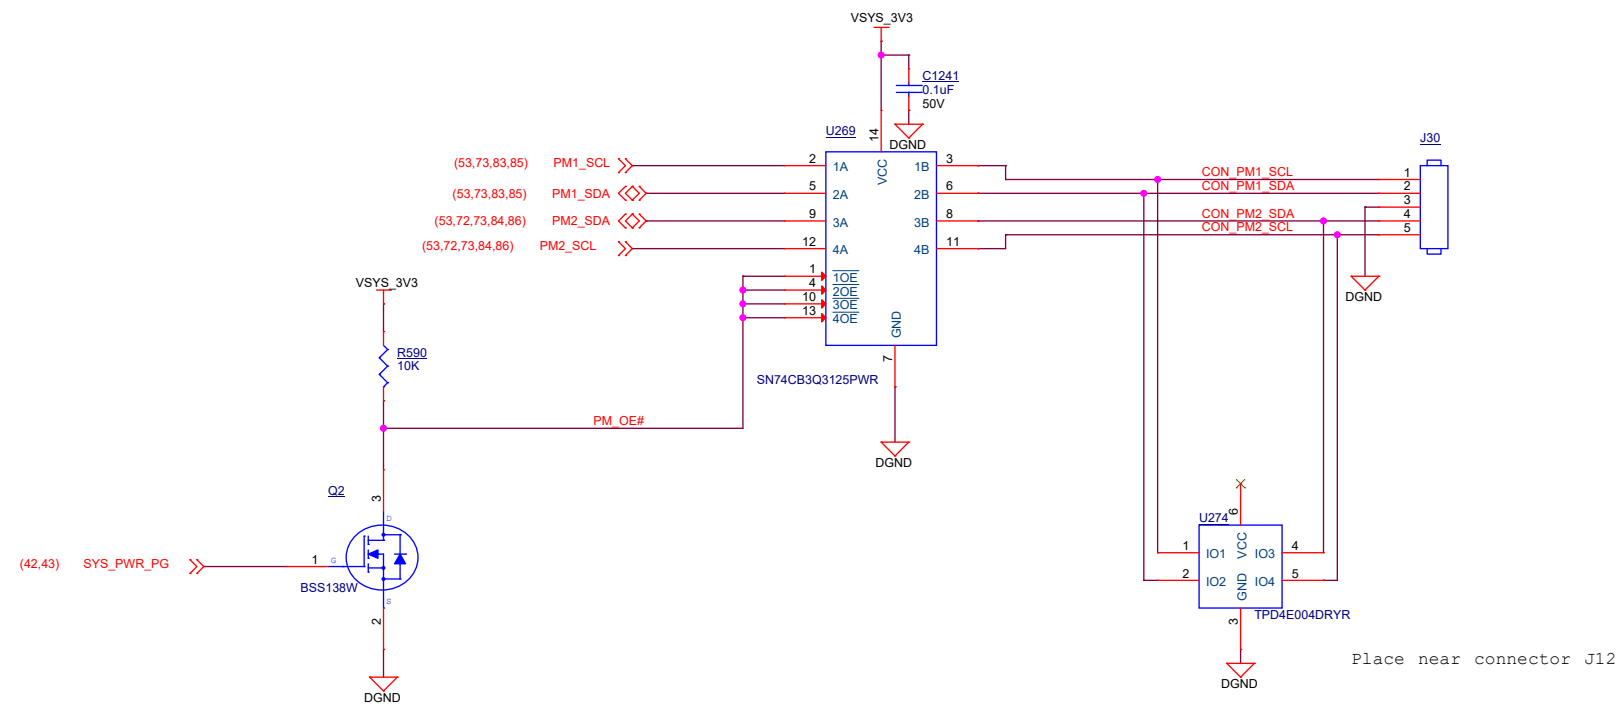 VSYS_3V3
C1241
0.1uF
50V
DGND
U269
14
VCC
J30
(53,73,83,85) PM1_SCL 2 1A 1B 3 CON_PM1_SCL 1
(53,73,83,85) PM1_SDA 5 2A 2B 6 CON_PM1_SDA 2
3
(53,72,73,84,86) PM2_SDA 9 3A 3B 8 CON_PM2_SDA 4
(53,72,73,84,86) PM2_SCL 12 4A 4B 11 CON_PM2_SCL 5
1 1OE
4 2OE
10 3OE
13 4OE
GND
7
DGND
VSYS_3V3
R590
10K
SN74CB3Q3125PWR
PM_OE#
DGND
Q2
3
D
(42,43) SYS_PWR_PG 1 G
BSS138W
S
2
DGND
U274
6
VCC
1 IO1 IO3 4
2 IO2 IO4 5
GND
3
TPD4E004DRYR
DGND
Place near connector J12